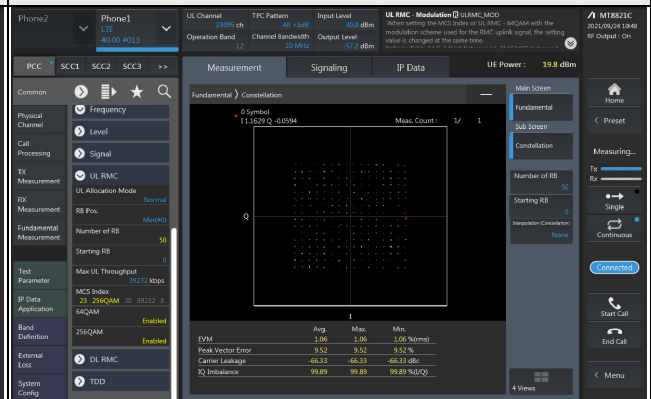 Phone2
Phone1
LTE
40.00 #013
UL Channel
23095 ch
TPC Pattern
All +3dB
Input Level
30.0 dBm
Operation Band
12
Channel Bandwidth
10 MHz
Output Level
-57.2 dBm
UL RMC - Modulation ULRMC_MOD
When setting the MCS Index or UL RMC - 64QAM with the
modulation scheme used for the RMC uplink signal, the setting
value is changed at the same time.
MT8821C
2021/09/24 10:48
RF Output : On
PCC
SCC1
SCC2
SCC3
>>
Measurement
Signaling
IP Data
UE Power : 19.8 dBm
Common
Physical
Channel
Call
Processing
TX
Measurement
RX
Measurement
Fundamental
Measurement
Test
Parameter
IP Data
Application
Band
Definition
External
Loss
System
Config
Frequency
Level
Signal
UL RMC
UL Allocation Mode
Normal
RB Pos.
Min(#0)
Number of RB
50
Starting RB
0
Max UL Throughput
39232 kbps
MCS Index
23 256QAM 30 39232 8
64QAM
Enabled
256QAM
Enabled
DL RMC
TDD
Fundamental 〉 Constellation
0 Symbol
I 1.1629 Q -0.0594
Meas. Count : 1/ 1
Q
I
Avg. Max. Min.
EVM 1.06 1.06 1.06 %(rms)
Peak Vector Error 9.52 9.52 9.52 %
Carrier Leakage -66.33 -66.33 -66.33 dBc
IQ Imbalance 99.89 99.89 99.89 %(I/Q)
Main Screen
Fundamental
Sub Screen
Constellation
Number of RB
50
Starting RB
0
Interpolation (Constellation)
None
4 Views
Home
< Preset
Measuring...
Tx
Rx
Single
Continuous
Connected
Start Call
End Call
< Menu